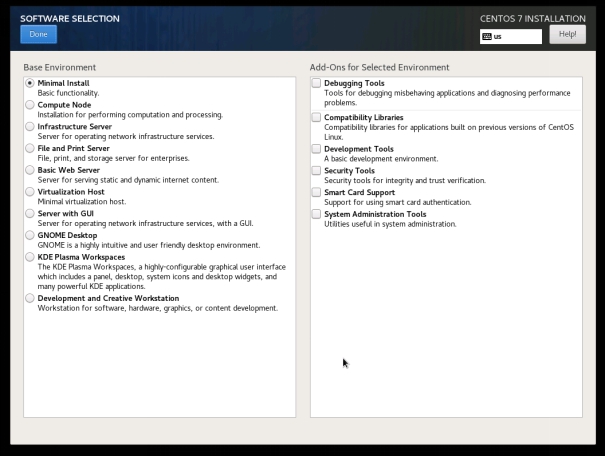 SOFTWARE SELECTION
CENTOS 7 INSTALLATION
Done
us
Help!
Base Environment
Minimal Install
Basic functionality.
Compute Node
Installation for performing computation and processing.
Infrastructure Server
Server for operating network infrastructure services.
File and Print Server
File, print, and storage server for enterprises.
Basic Web Server
Server for serving static and dynamic internet content.
Virtualization Host
Minimal virtualization host.
Server with GUI
Server for operating network infrastructure services, with a GUI.
GNOME Desktop
GNOME is a highly intuitive and user friendly desktop environment.
KDE Plasma Workspaces
The KDE Plasma Workspaces, a highly-configurable graphical user interface
which includes a panel, desktop, system icons and desktop widgets, and
many powerful KDE applications.
Development and Creative Workstation
Workstation for software, hardware, graphics, or content development.
Add-Ons for Selected Environment
Debugging Tools
Tools for debugging misbehaving applications and diagnosing performance
problems.
Compatibility Libraries
Compatibility libraries for applications built on previous versions of CentOS
Linux.
Development Tools
A basic development environment.
Security Tools
Security tools for integrity and trust verification.
Smart Card Support
Support for using smart card authentication.
System Administration Tools
Utilities useful in system administration.